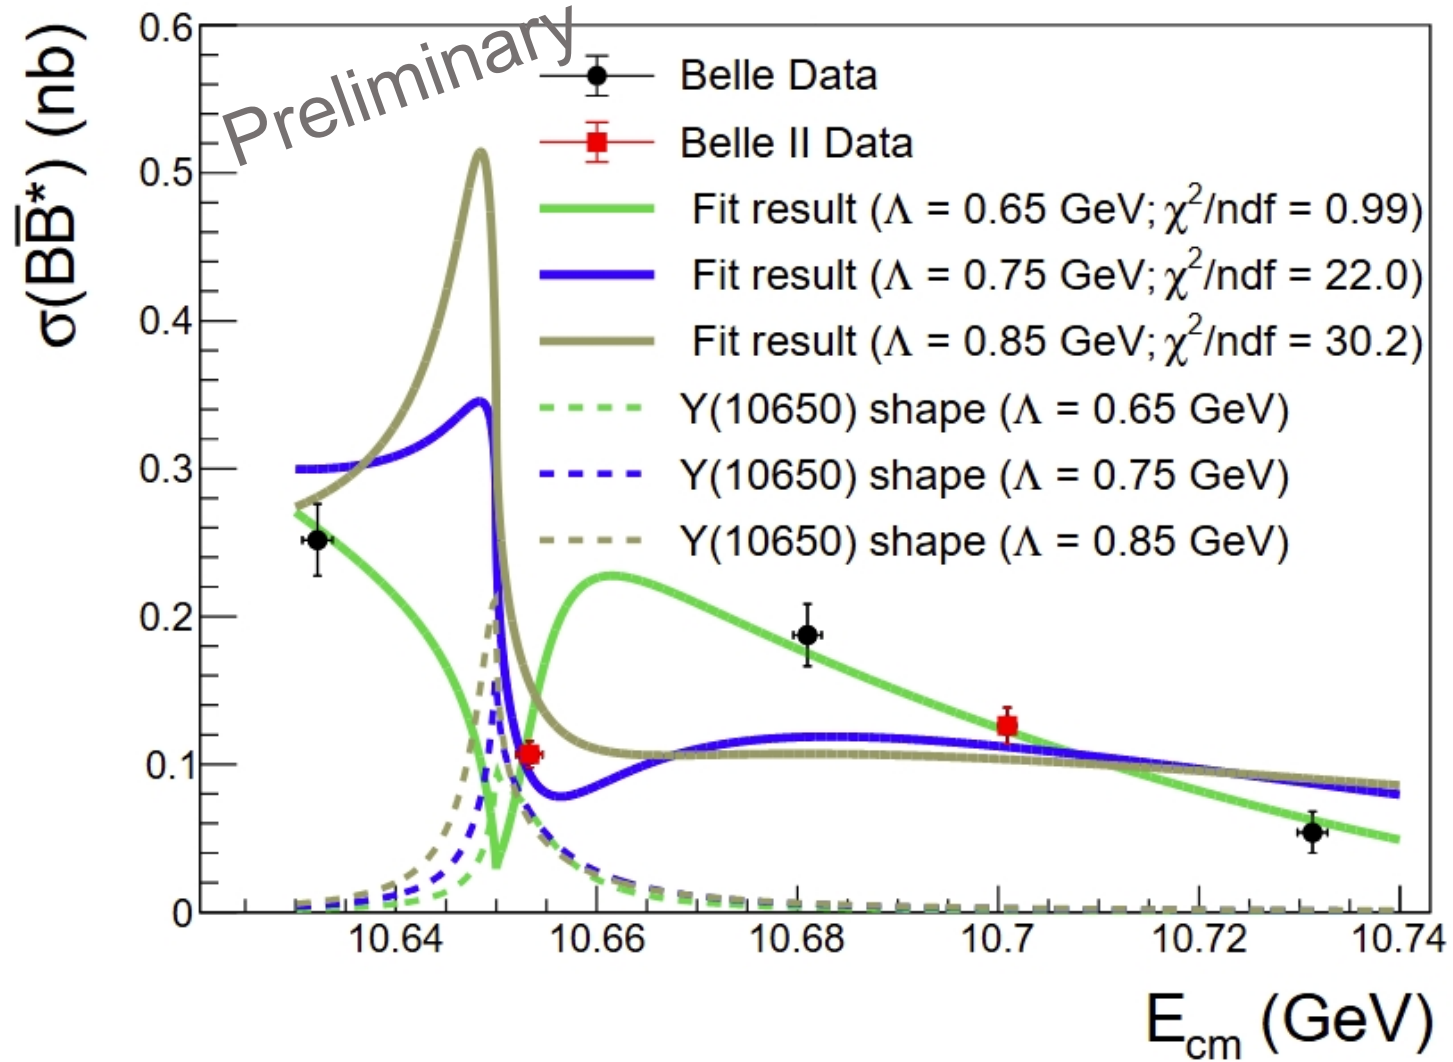 Preliminary
σ(BB̅*) (nb)
0.6
0.5
0.4
0.3
0.2
0.1
0
Belle Data
Belle II Data
Fit result (Λ = 0.65 GeV; χ²/ndf = 0.99)
Fit result (Λ = 0.75 GeV; χ²/ndf = 22.0)
Fit result (Λ = 0.85 GeV; χ²/ndf = 30.2)
Y(10650) shape (Λ = 0.65 GeV)
Y(10650) shape (Λ = 0.75 GeV)
Y(10650) shape (Λ = 0.85 GeV)
10.64 10.66 10.68 10.7 10.72 10.74
E_cm (GeV)